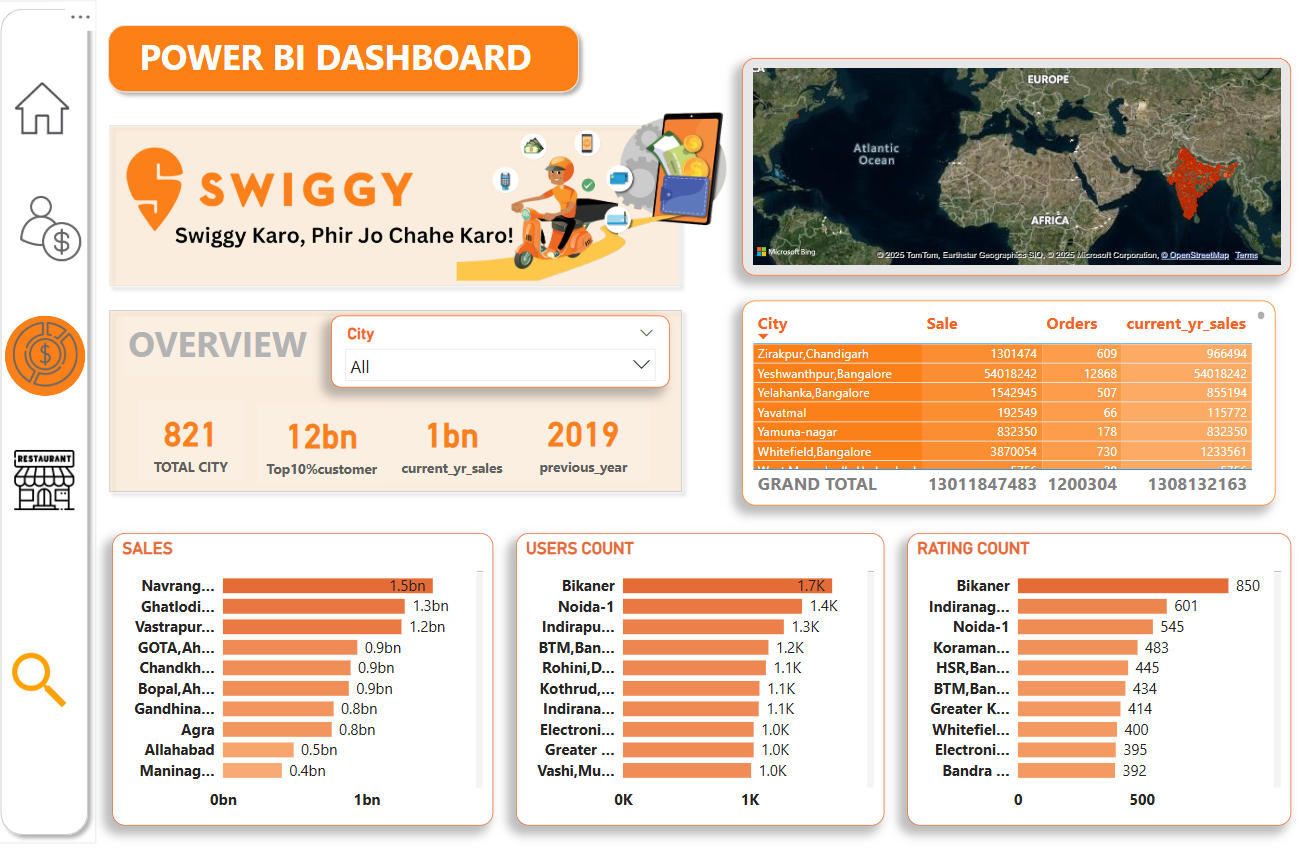 POWER BI DASHBOARD
SWIGGY
Swiggy Karo, Phir Jo Chahe Karo!
EUROPE
Atlantic
Ocean
AFRICA
Microsoft Bing
© 2025 TomTom, Earthstar Geographics SIO, © 2025 Microsoft Corporation, © OpenStreetMap Terms
RESTAURANT
OVERVIEW
City
All
821
TOTAL CITY
12bn
Top10%customer
1bn
current_yr_sales
2019
previous_year
City Sale Orders current_yr_sales
Zirakpur,Chandigarh 1301474 609 966494
Yeshwanthpur,Bangalore 54018242 12868 54018242
Yelahanka,Bangalore 1542945 507 855194
Yavatmal 192549 66 115772
Yamuna-nagar 832350 178 832350
Whitefield,Bangalore 3870054 730 1233561
GRAND TOTAL 13011847483 1200304 1308132163
SALES
Navrang... 1.5bn
Ghatlodi... 1.3bn
Vastrapur... 1.2bn
GOTA,Ah... 0.9bn
Chandkh... 0.9bn
Bopal,Ah... 0.9bn
Gandhina... 0.8bn
Agra 0.8bn
Allahabad 0.5bn
Maninag... 0.4bn
0bn 1bn
USERS COUNT
Bikaner 1.7K
Noida-1 1.4K
Indirapu... 1.3K
BTM,Ban... 1.2K
Rohini,D... 1.1K
Kothrud,... 1.1K
Indirana... 1.1K
Electroni... 1.0K
Greater ... 1.0K
Vashi,Mu... 1.0K
0K 1K
RATING COUNT
Bikaner 850
Indiranag... 601
Noida-1 545
Koraman... 483
HSR,Ban... 445
BTM,Ban... 434
Greater K... 414
Whitefiel... 400
Electroni... 395
Bandra ... 392
0 500